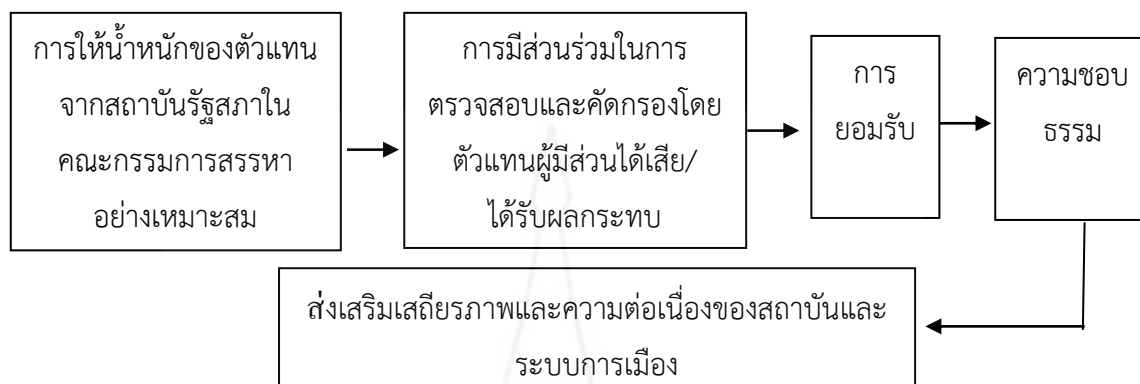 การให้น้ำหนักของตัวแทน
จากสถาบันรัฐสภาใน
คณะกรรมการสรรหา
อย่างเหมาะสม
การมีส่วนร่วมในการ
ตรวจสอบและคัดกรองโดย
ตัวแทนผู้มีส่วนได้เสีย/
ได้รับผลกระทบ
การ
ยอมรับ
ความชอบ
ธรรม
ส่งเสริมเสถียรภาพและความต่อเนื่องของสถาบันและ
ระบบการเมือง